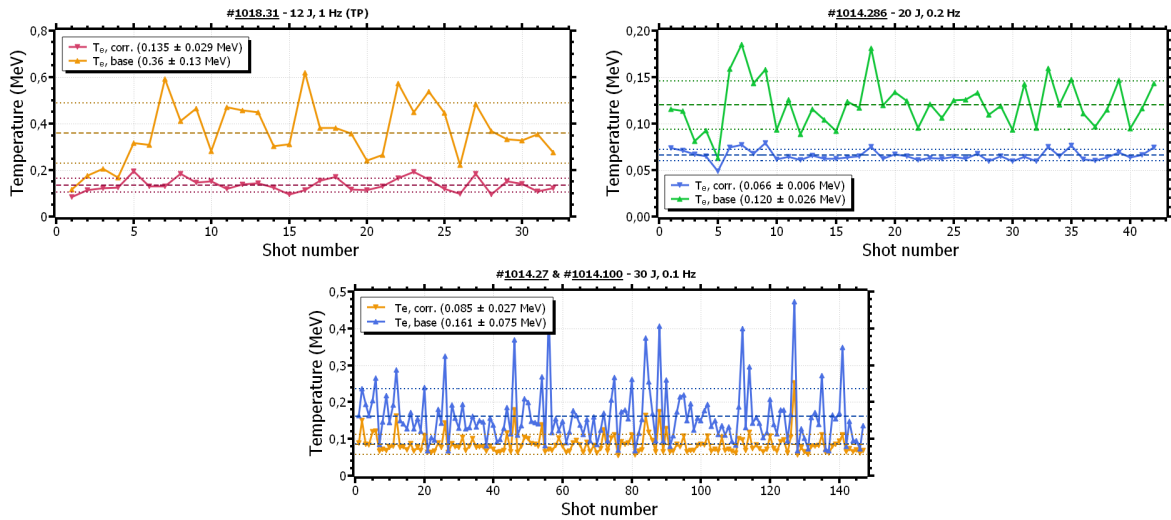 #1018.31 - 12 J, 1 Hz (TP)
Temperature (MeV)
0,8
0,6
0,4
0,2
0
Te, corr. (0.135 ± 0.029 MeV)
Te, base (0.36 ± 0.13 MeV)
0 5 10 15 20 25 30
Shot number
#1014.286 - 20 J, 0.2 Hz
Temperature (MeV)
0,20
0,15
0,10
0,05
0,00
Te, corr. (0.066 ± 0.006 MeV)
Te, base (0.120 ± 0.026 MeV)
0 5 10 15 20 25 30 35 40
Shot number
#1014.27 & #1014.100 - 30 J, 0.1 Hz
Temperature (MeV)
0,5
0,4
0,3
0,2
0,1
0
Te, corr. (0.085 ± 0.027 MeV)
Te, base (0.161 ± 0.075 MeV)
0 20 40 60 80 100 120 140
Shot number